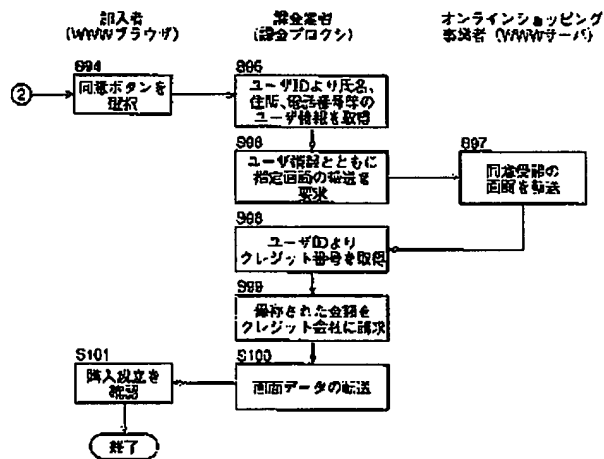 購入者
(WWWブラウザ)
課金業者
(課金プロクシ)
オンラインショッピング
事業者 (WWWサーバ)
②
S94
同意ボタンを
選択
S95
ユーザIDより氏名、
住所、電話番号等の
ユーザ情報を取得
S96
ユーザ情報とともに
指定画面の転送を
要求
S97
同意受諾の
画面を転送
S98
ユーザIDより
クレジット番号を取得
S99
保存された金額を
クレジット会社に請求
S100
画面データの転送
S101
購入成立を
確認
終了